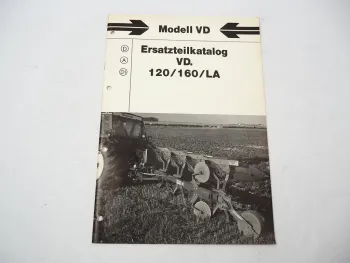 Modell VD
D
A
CH
Ersatzteilkatalog
VD.
120/160/LA